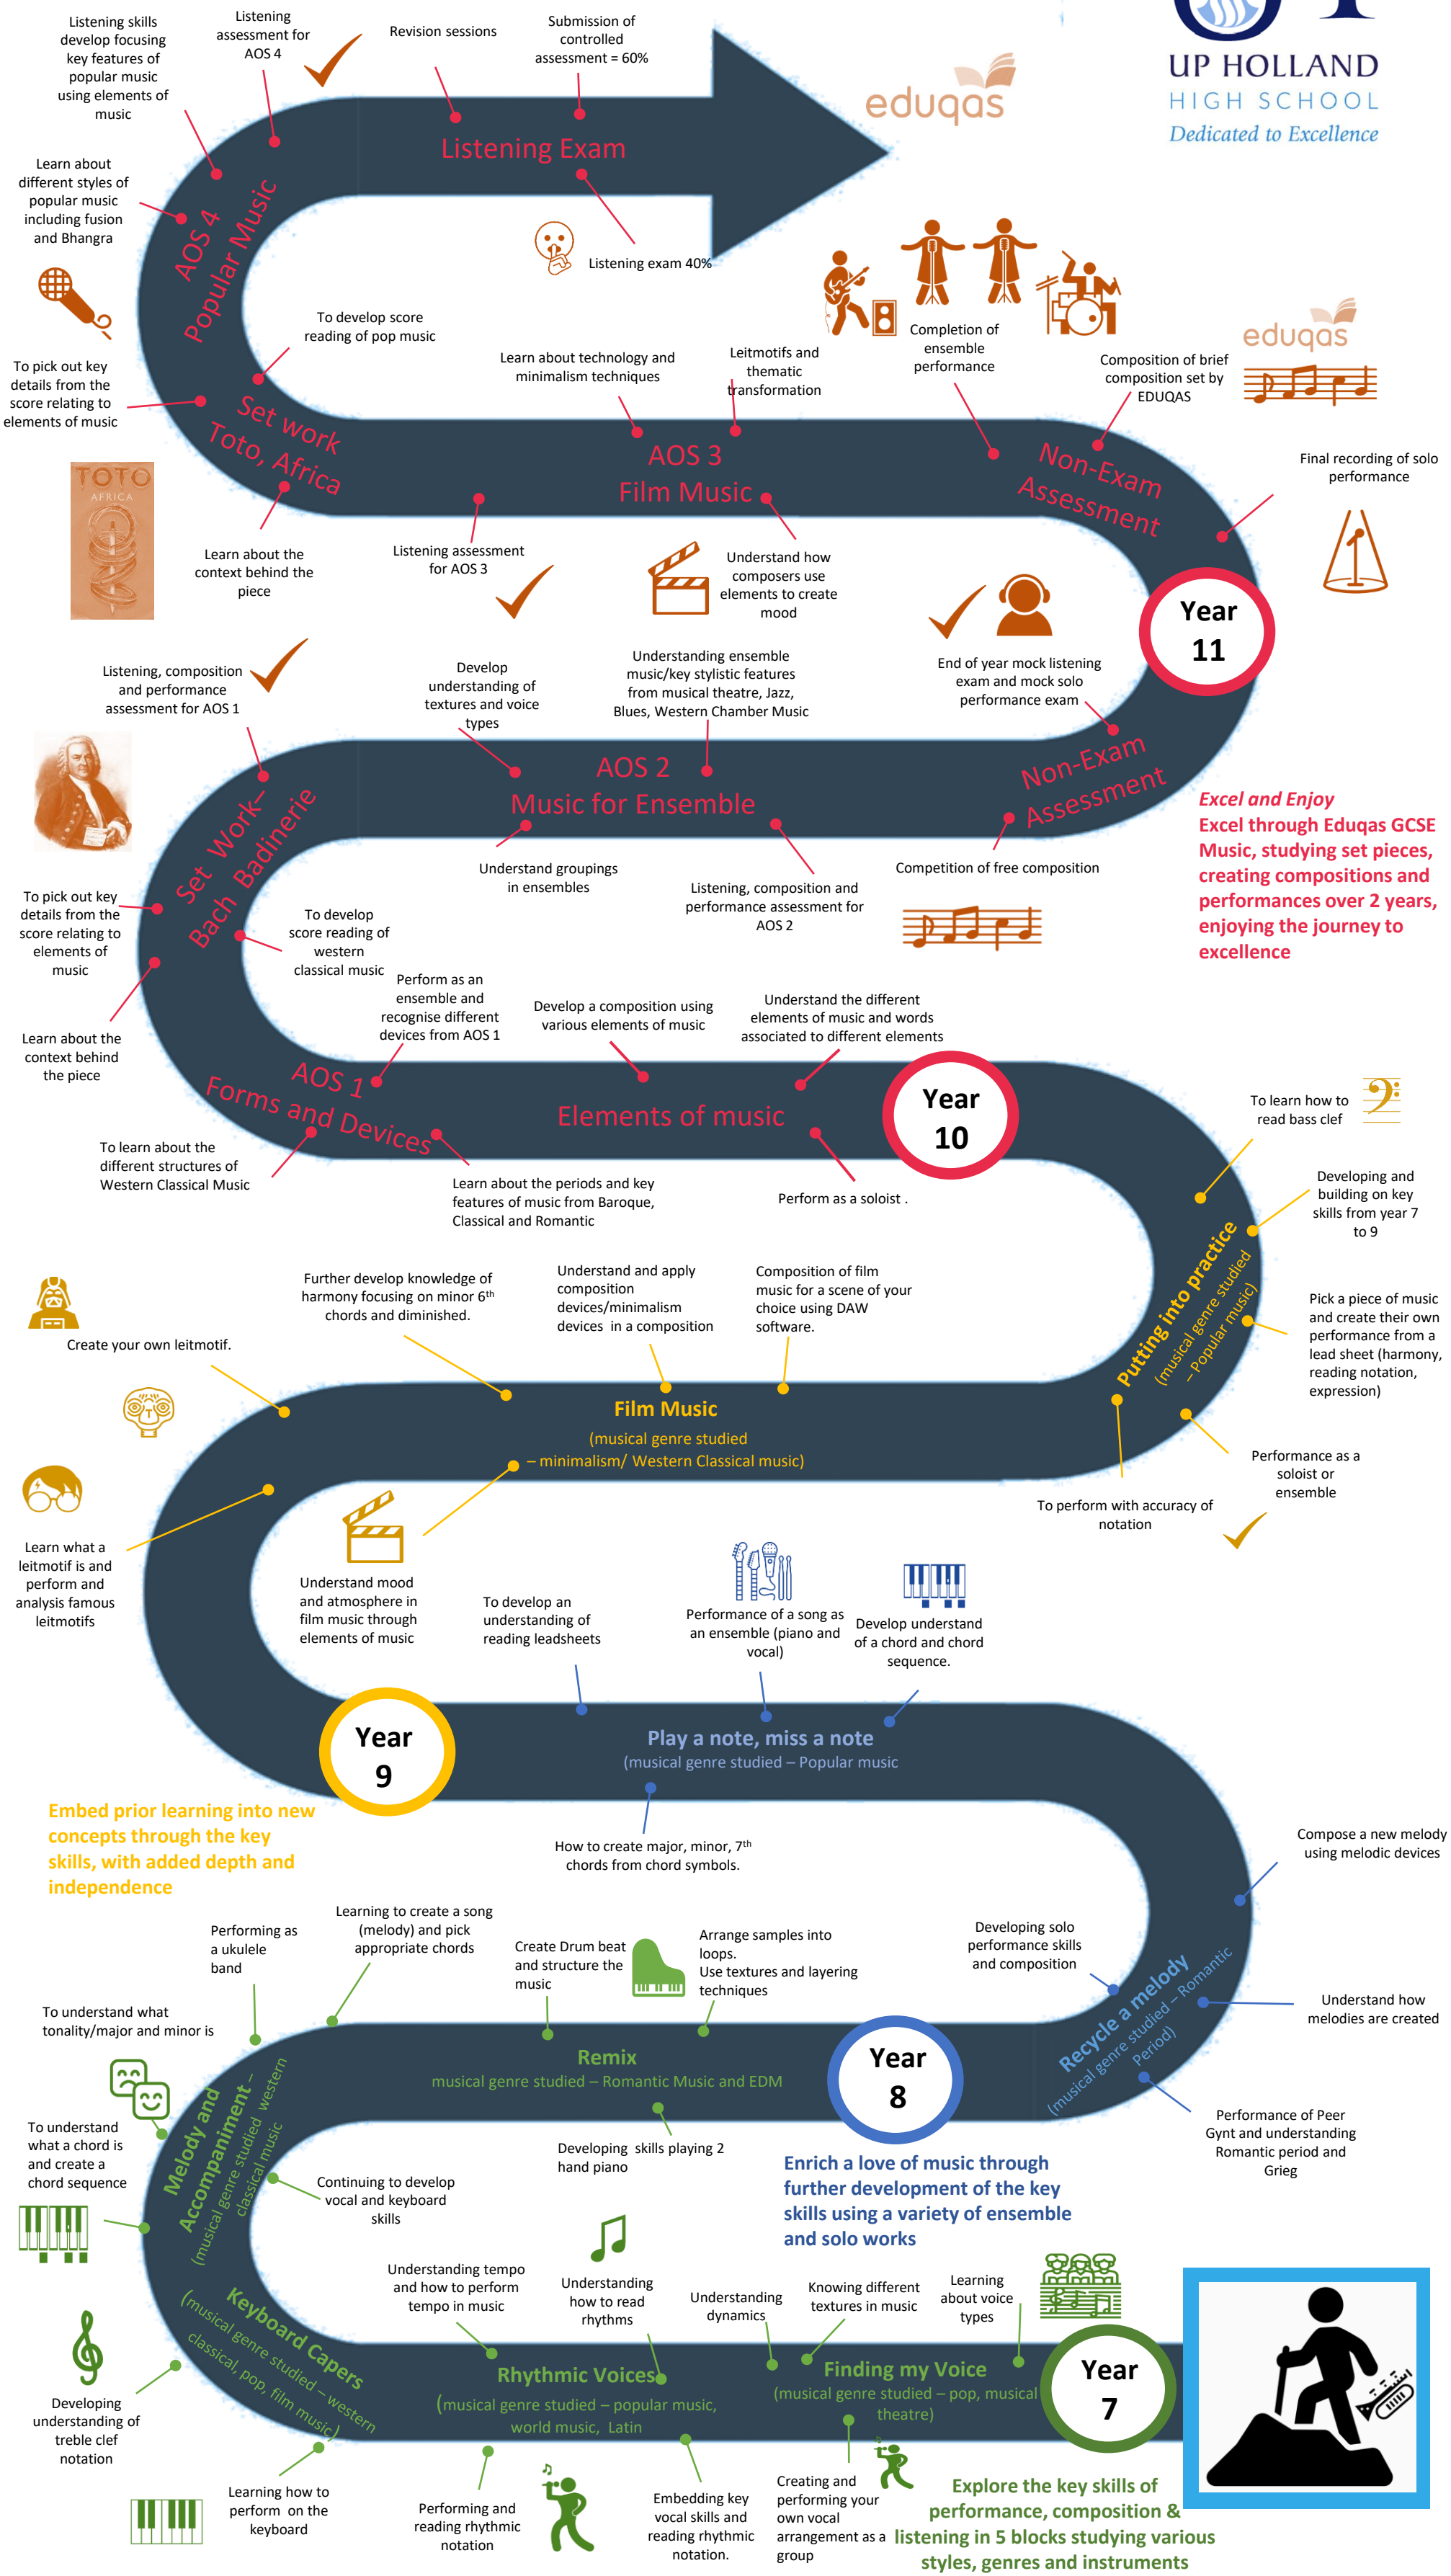 Listening skills
develop focusing
key features of
popular music
using elements of
music
Listening
assessment for
AOS 4
Revision sessions
Submission of
controlled
assessment = 60%
UP HOLLAND
HIGH SCHOOL
Dedicated to Excellence
eduqas
Listening Exam
Learn about
different styles of
popular music
including fusion
and Bhangra
AOS 4
Popular Music
Listening exam 40%
To develop score
reading of pop music
To pick out key
details from the
score relating to
elements of music
Learn about technology and
minimalism techniques
Leitmotifs and
thematic
transformation
Completion of
ensemble
performance
eduqas
Composition of brief
composition set by
EDUQAS
Set work
Toto, Africa
AOS 3
Film Music
Non-Exam
Assessment
Final recording of solo
performance
TOTO
AFRICA
Learn about the
context behind the
piece
Listening assessment
for AOS 3
Understand how
composers use
elements to create
mood
Year
11
Listening, composition
and performance
assessment for AOS 1
Develop
understanding of
textures and voice
types
Understanding ensemble
music/key stylistic features
from musical theatre, Jazz,
Blues, Western Chamber Music
End of year mock listening
exam and mock solo
performance exam
AOS 2
Music for Ensemble
Non-Exam
Assessment
Set Work–
Bach Badinerie
Excel and Enjoy
Excel through Eduqas GCSE
Music, studying set pieces,
creating compositions and
performances over 2 years,
enjoying the journey to
excellence
Understand groupings
in ensembles
Listening, composition and
performance assessment for
AOS 2
Competition of free composition
To pick out key
details from the
score relating to
elements of
music
To develop
score reading of
western
classical music
Learn about the
context behind
the piece
Perform as an
ensemble and
recognise different
devices from AOS 1
Develop a composition using
various elements of music
Understand the different
elements of music and words
associated to different elements
AOS 1
Forms and Devices
Elements of music
Year
10
To learn how to
read bass clef
To learn about the
different structures of
Western Classical Music
Learn about the periods and key
features of music from Baroque,
Classical and Romantic
Perform as a soloist .
Developing and
building on key
skills from year 7
to 9
Putting into practice
(musical genre studied
– Popular music)
Pick a piece of music
and create their own
performance from a
lead sheet (harmony,
reading notation,
expression)
Further develop knowledge of
harmony focusing on minor 6th
chords and diminished.
Understand and apply
composition
devices/minimalism
devices in a composition
Composition of film
music for a scene of your
choice using DAW
software.
Create your own leitmotif.
Film Music
(musical genre studied
– minimalism/ Western Classical music)
Performance as a
soloist or
ensemble
To perform with accuracy of
notation
Learn what a
leitmotif is and
perform and
analysis famous
leitmotifs
Understand mood
and atmosphere in
film music through
elements of music
To develop an
understanding of
reading leadsheets
Performance of a song as
an ensemble (piano and
vocal)
Develop understand
of a chord and chord
sequence.
Year
9
Play a note, miss a note
(musical genre studied – Popular music
Embed prior learning into new
concepts through the key
skills, with added depth and
independence
How to create major, minor, 7th
chords from chord symbols.
Compose a new melody
using melodic devices
Performing as
a ukulele
band
Learning to create a song
(melody) and pick
appropriate chords
Create Drum beat
and structure the
music
Arrange samples into
loops.
Use textures and layering
techniques
Developing solo
performance skills
and composition
Recycle a melody
(musical genre studied – Romantic
Period)
Understand how
melodies are created
To understand what
tonality/major and minor is
Remix
musical genre studied – Romantic Music and EDM
Year
8
Performance of Peer
Gynt and understanding
Romantic period and
Grieg
To understand
what a chord is
and create a
chord sequence
Melody and
Accompaniment –
(musical genre studied western
classical music
Developing skills playing 2
hand piano
Continuing to develop
vocal and keyboard
skills
Enrich a love of music through
further development of the key
skills using a variety of ensemble
and solo works
Understanding tempo
and how to perform
tempo in music
Understanding
how to read
rhythms
Understanding
dynamics
Knowing different
textures in music
Learning
about voice
types
Keyboard Capers
(musical genre studied – western
classical, pop, film music)
Rhythmic Voices
(musical genre studied – popular music,
world music, Latin
Finding my Voice
(musical genre studied – pop, musical
theatre)
Year
7
Developing
understanding of
treble clef
notation
Learning how to
perform on the
keyboard
Performing and
reading rhythmic
notation
Embedding key
vocal skills and
reading rhythmic
notation.
Creating and
performing your
own vocal
arrangement as a
group
Explore the key skills of
performance, composition &
listening in 5 blocks studying various
styles, genres and instruments